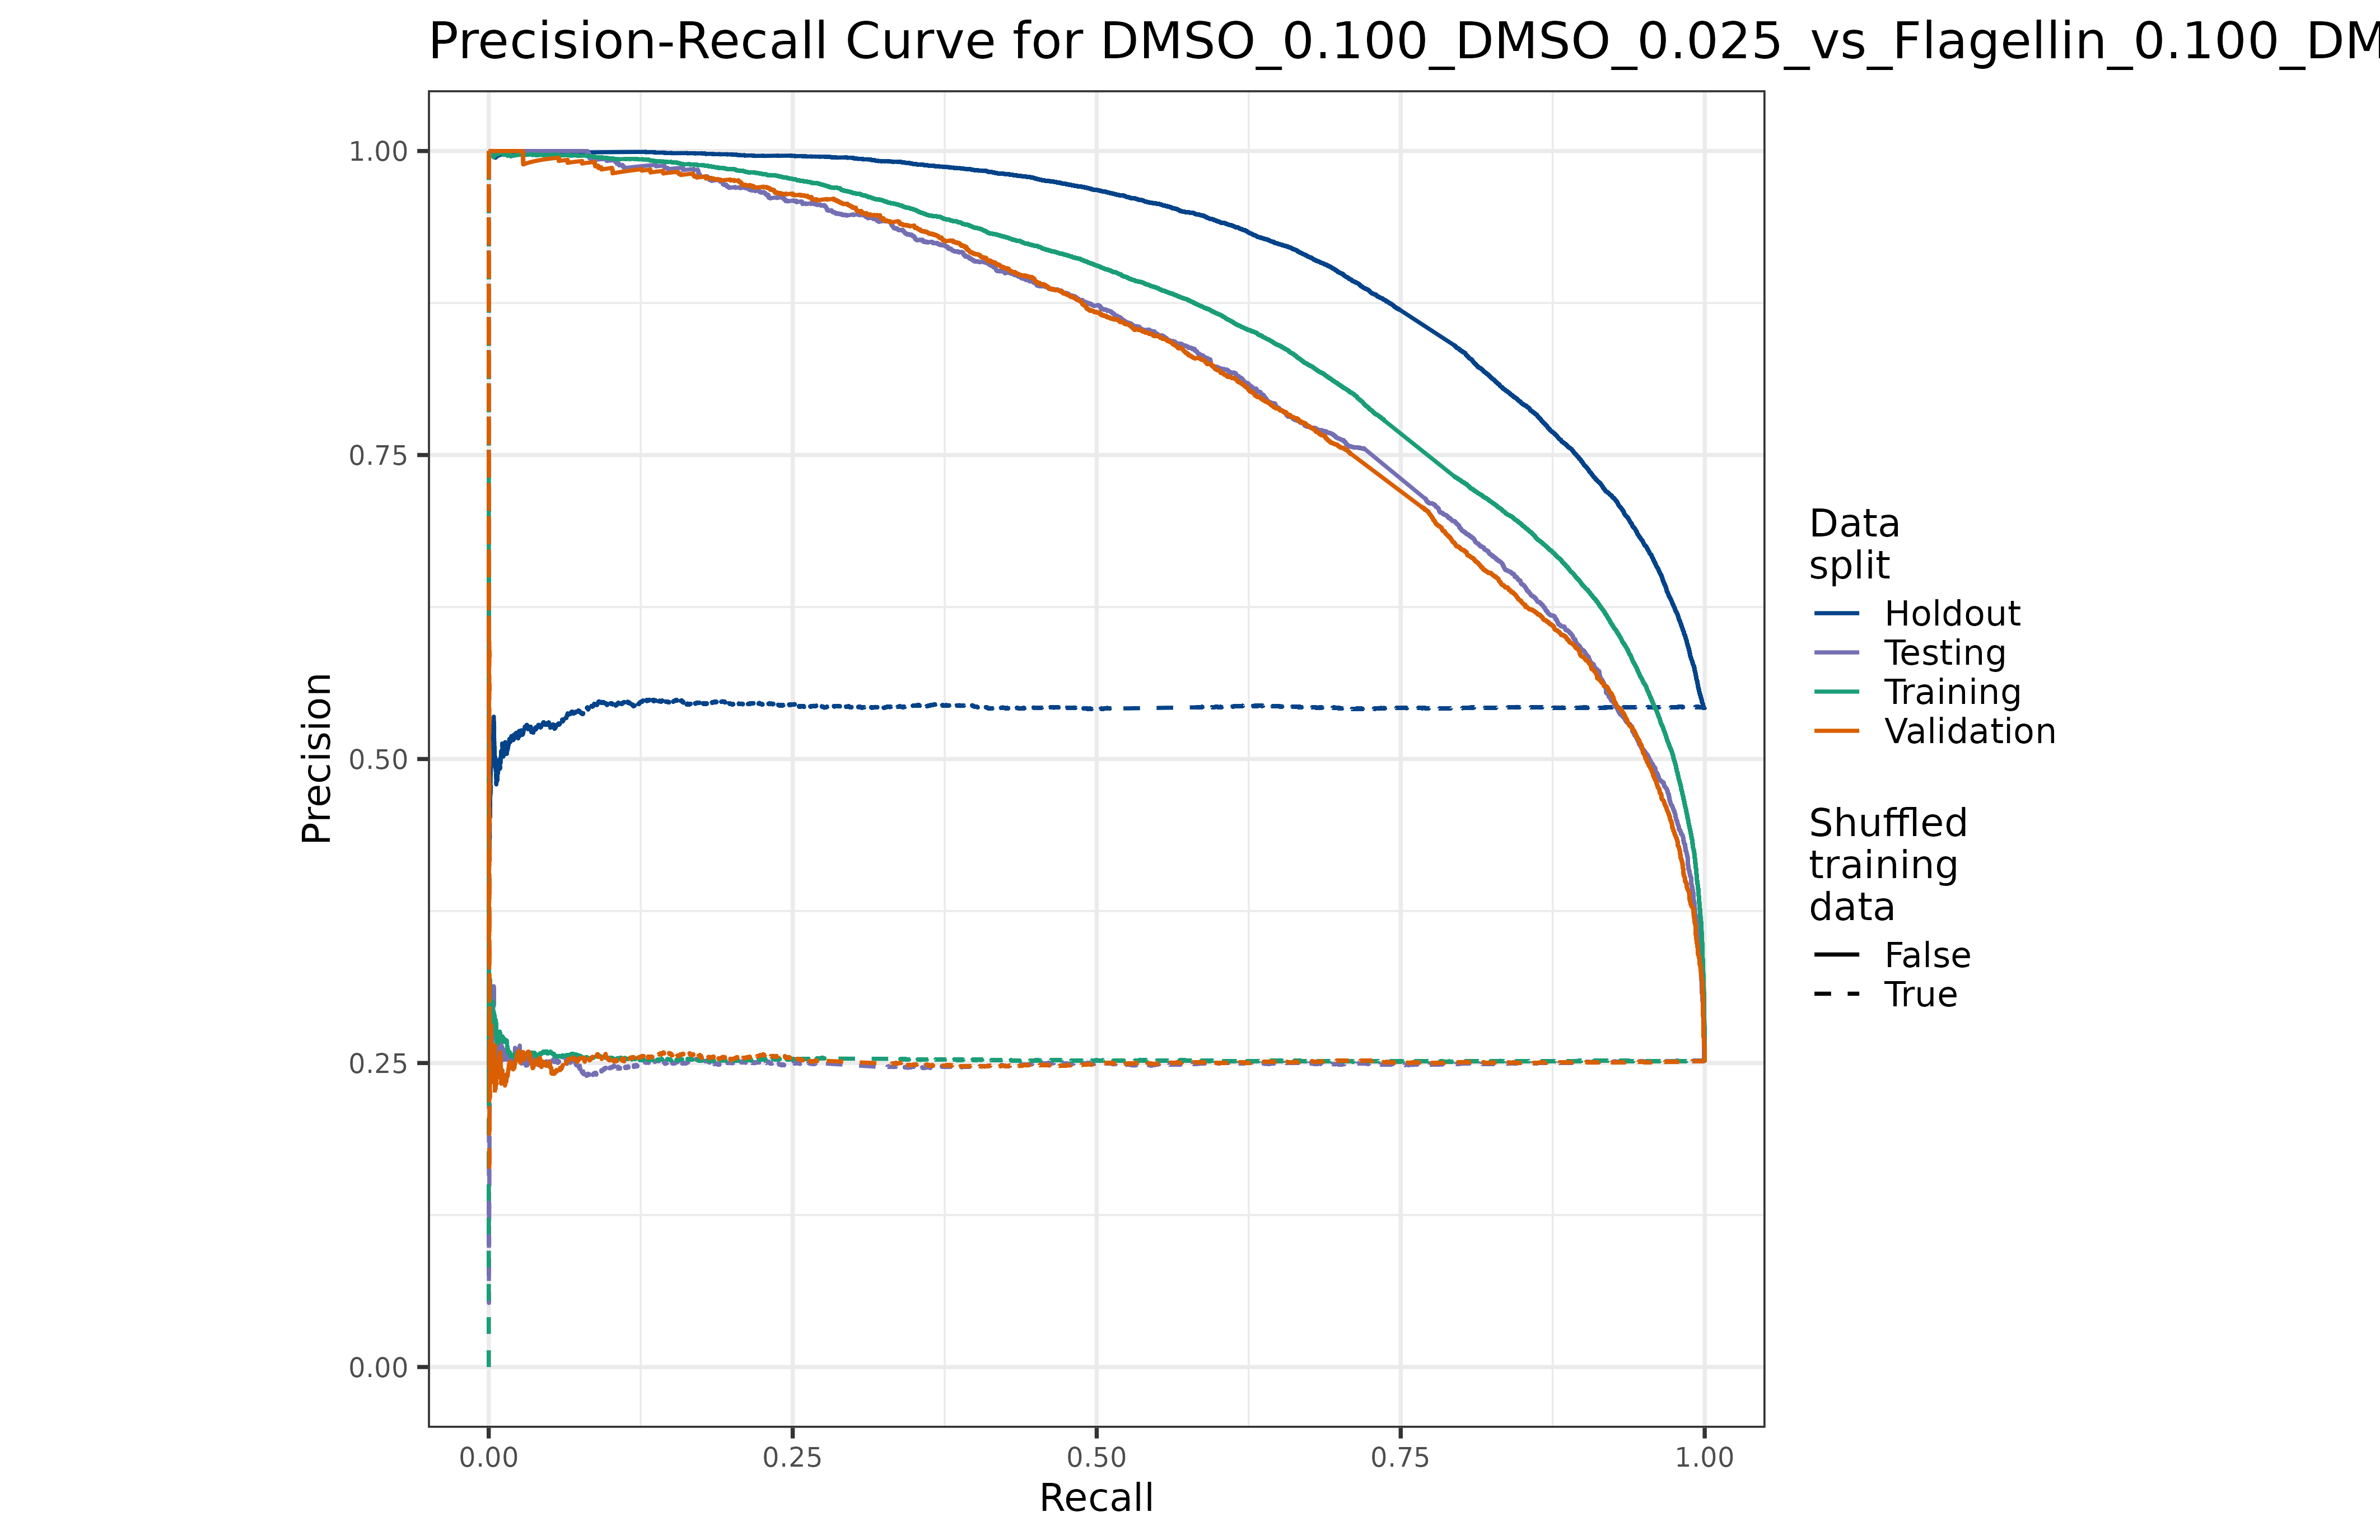 Precision-Recall Curve for DMSO_0.100_DMSO_0.025_vs_Flagellin_0.100_DM
1.00
0.75
0.50
0.25
0.00
Precision
0.00 0.25 0.50 0.75 1.00
Recall
Data
split
Holdout
Testing
Training
Validation
Shuffled
training
data
False
True